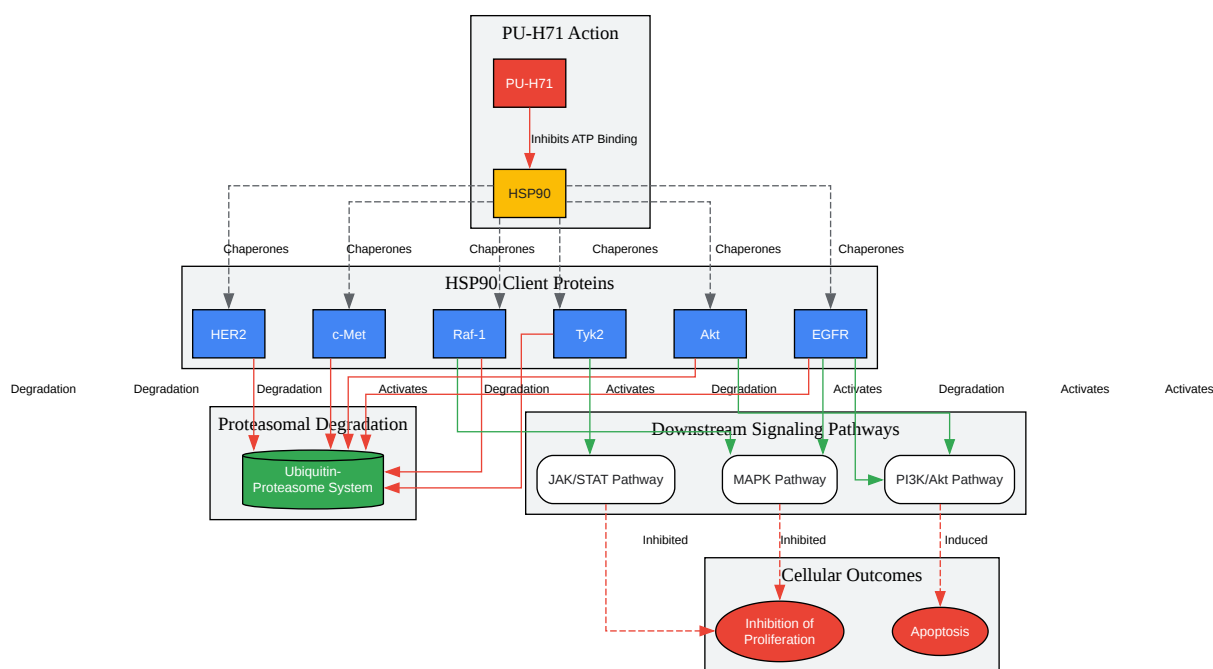 PU-H71 Action
PU-H71
Inhibits ATP Binding
HSP90
Chaperones Chaperones Chaperones Chaperones Chaperones Chaperones
HSP90 Client Proteins
HER2 c-Met Raf-1 Tyk2 Akt EGFR
Degradation Degradation Degradation Activates Degradation Activates Degradation Activates Degradation Activates Activates
Proteasomal Degradation
Downstream Signaling Pathways
Ubiquitin-
Proteasome System
JAK/STAT Pathway MAPK Pathway PI3K/Akt Pathway
Inhibited Inhibited Induced
Cellular Outcomes
Inhibition of
Proliferation
Apoptosis